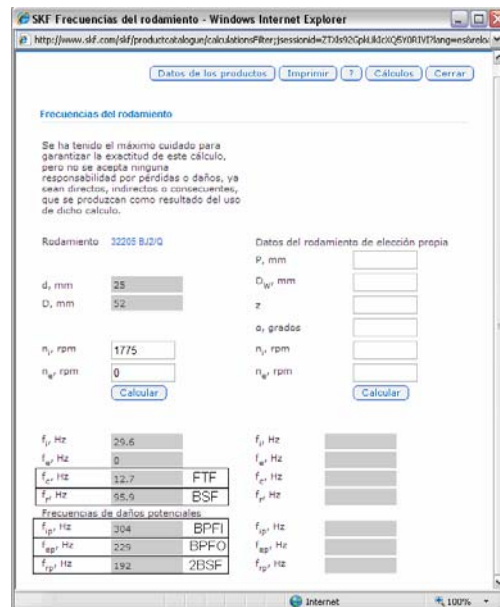 SKF Frecuencias del rodamiento - Windows Internet Explorer
Datos de los productos Imprimir ? Cálculos Cerrar
Frecuencias del rodamiento
Se ha tenido el máximo cuidado para
garantizar la exactitud de este cálculo,
pero no se acepta ninguna
responsabilidad por pérdidas o daños, ya
sean directos, indirectos o consecuentes,
que se produzcan como resultado del uso
de dicho calculo.
Rodamiento 32205 BJ2/Q Datos del rodamiento de elección propia
P, mm
d, mm 25 Dw, mm
D, mm 52 z
α, grados
ni, rpm 1775 ni, rpm
ne, rpm 0 ne, rpm
Calcular Calcular
fi, Hz 29.6 fi, Hz
fe, Hz 0 fe, Hz
fc, Hz 12.7 FTF fc, Hz
fr, Hz 95.9 BSF fr, Hz
Frecuencias de daños potenciales
fip, Hz 304 BPFI fip, Hz
fep, Hz 229 BPFO fep, Hz
frp, Hz 192 2BSF frp, Hz
Internet 100%